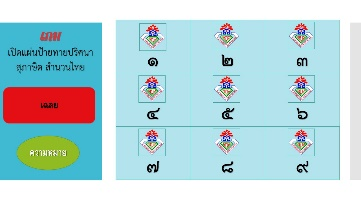 เกม
เปิดแผ่นป้ายทายปริศนา
สุภาษิต สำนวนไทย
เฉลย
ความหมาย
๑ ๒ ๓
๔ ๕ ๖
๗ ๘ ๙